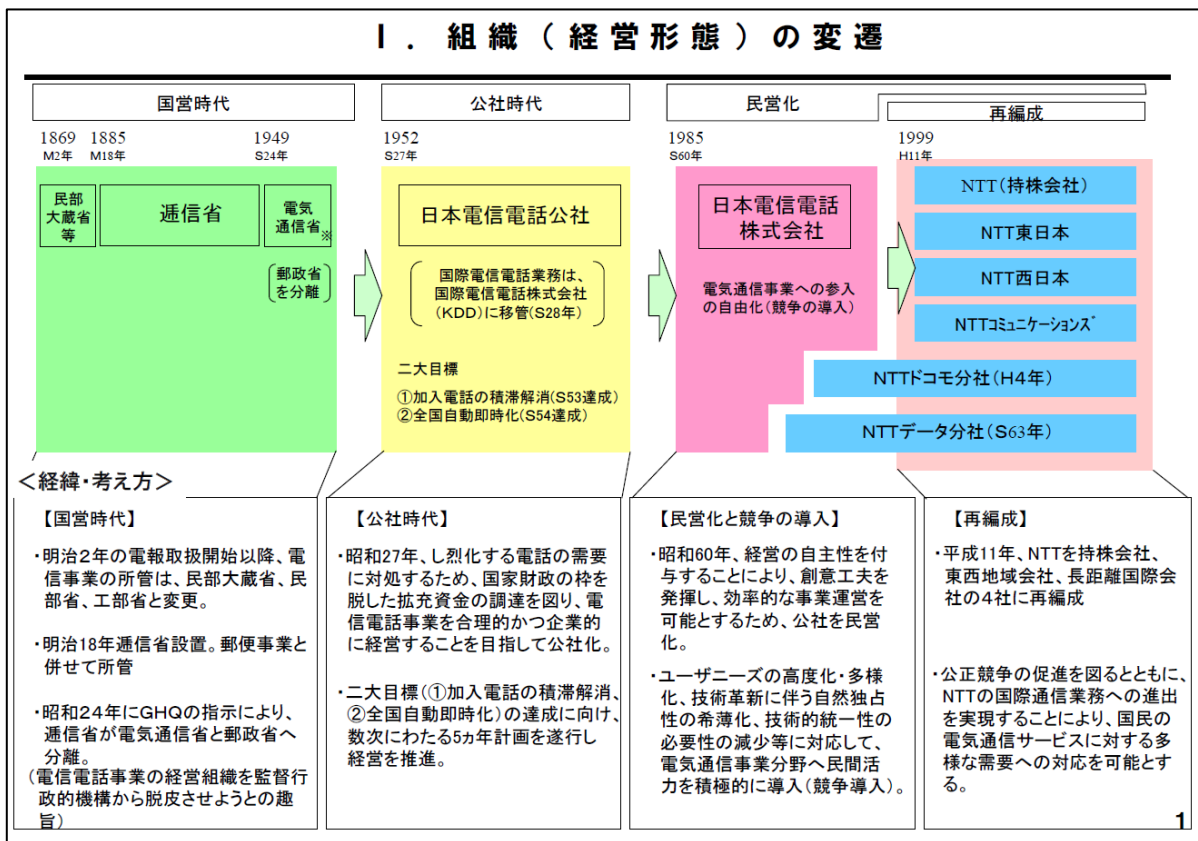 Ⅰ．組織（経営形態）の変遷
国営時代
公社時代
民営化
再編成
1869
M2年
1885
M18年
1949
S24年
1952
S27年
1985
S60年
1999
H11年
民部
大蔵省
等
逓信省
電気
通信省※
郵政省
を分離
日本電信電話公社
国際電信電話業務は、
国際電信電話株式会社
(KDD)に移管(S28年)
二大目標
①加入電話の積滞解消(S53達成)
②全国自動即時化(S54達成)
日本電信電話
株式会社
電気通信事業への参入
の自由化(競争の導入)
NTT(持株会社)
NTT東日本
NTT西日本
NTTｺﾐｭﾆｹｰｼｮﾝｽﾞ
NTTドコモ分社(H4年)
NTTデータ分社(S63年)
＜経緯・考え方＞
【国営時代】
・明治２年の電報取扱開始以降、電
信事業の所管は、民部大蔵省、民
部省、工部省と変更。
・明治18年逓信省設置。郵便事業と
併せて所管
・昭和２４年にGHQの指示により、
逓信省が電気通信省と郵政省へ
分離。
（電信電話事業の経営組織を監督行
政的機構から脱皮させようとの趣
旨）
【公社時代】
・昭和27年、し烈化する電話の需要
に対処するため、国家財政の枠を
脱した拡充資金の調達を図り、電
信電話事業を合理的かつ企業的
に経営することを目指して公社化。
・二大目標(①加入電話の積滞解消、
②全国自動即時化)の達成に向け、
数次にわたる5ヵ年計画を遂行し
経営を推進。
【民営化と競争の導入】
・昭和60年、経営の自主性を付
与することにより、創意工夫を
発揮し、効率的な事業運営を
可能とするため、公社を民営
化。
・ユーザニーズの高度化・多様
化、技術革新に伴う自然独占
性の希薄化、技術的統一性の
必要性の減少等に対応して、
電気通信事業分野へ民間活
力を積極的に導入(競争導入)。
【再編成】
・平成11年、NTTを持株会社、
東西地域会社、長距離国際会
社の４社に再編成
・公正競争の促進を図るとともに、
NTTの国際通信業務への進出
を実現することにより、国民の
電気通信サービスに対する多
様な需要への対応を可能とす
る。
1